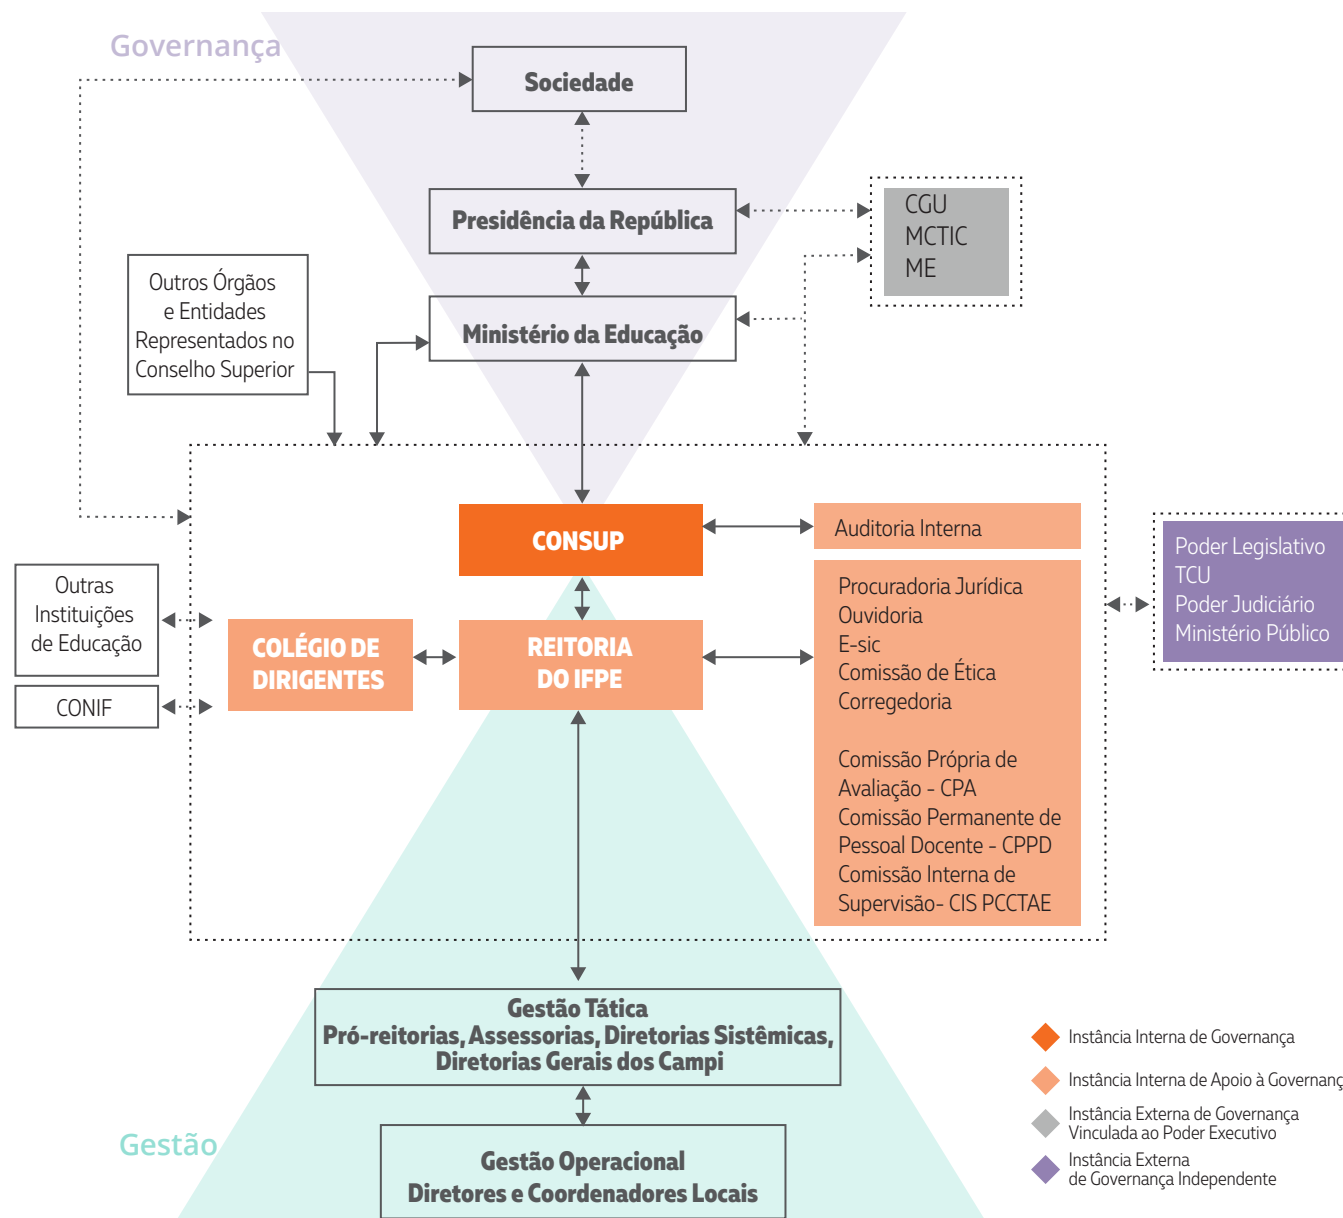 Governança
Sociedade
Presidência da República
CGU
MCTIC
ME
Outros Órgãos
e Entidades
Representados no
Conselho Superior
Ministério da Educação
CONSUP
Auditoria Interna
Poder Legislativo
TCU
Poder Judiciário
Ministério Público
Outras
Instituições
de Educação
CONIF
COLÉGIO DE
DIRIGENTES
REITORIA
DO IFPE
Procuradoria Jurídica
Ouvidoria
E-sic
Comissão de Ética
Corregedoria
Comissão Própria de
Avaliação - CPA
Comissão Permanente de
Pessoal Docente - CPPD
Comissão Interna de
Supervisão- CIS PCCTAE
Gestão Tática
Pró-reitorias, Assessorias, Diretorias Sistêmicas,
Diretorias Gerais dos Campi
Gestão
Gestão Operacional
Diretores e Coordenadores Locais
Instância Interna de Governança
Instância Interna de Apoio à Governanç
Instância Externa de Governança
Vinculada ao Poder Executivo
Instância Externa
de Governança Independente